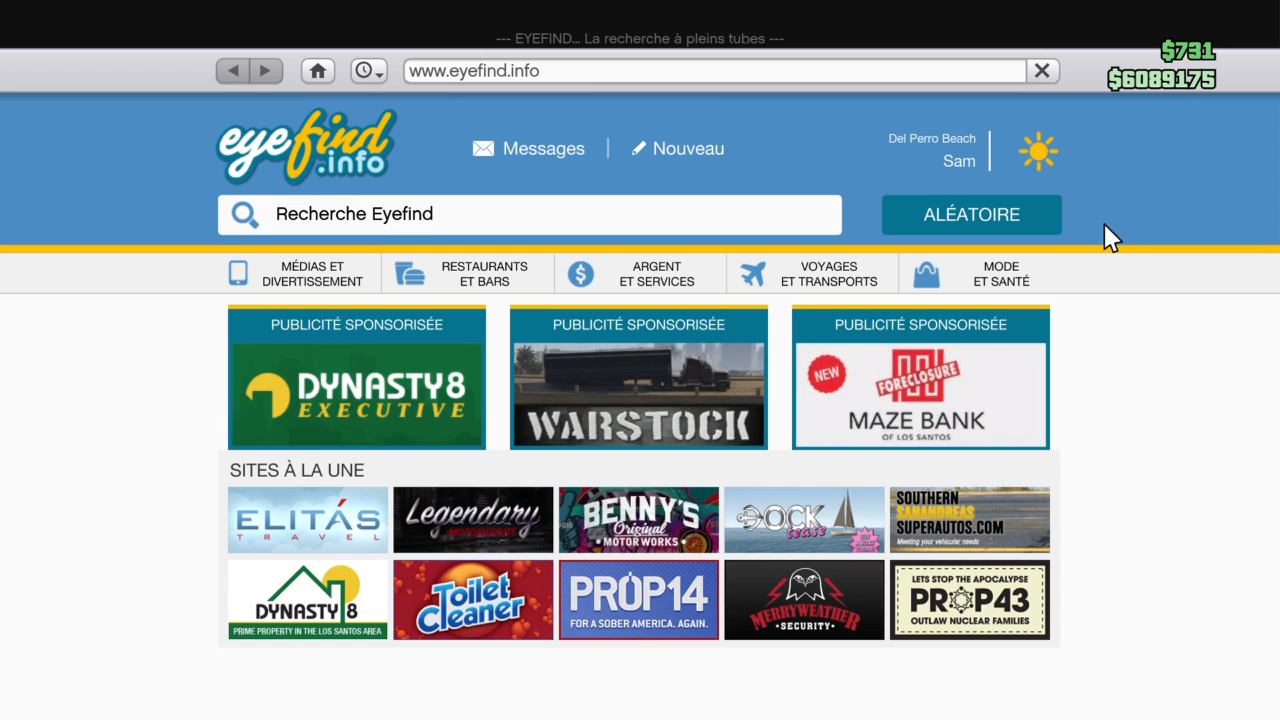 --- EYEFIND... La recherche à pleins tubes ---
$731
www.eyefind.info
$6089175
eyefind
.info
Messages
Nouveau
Del Perro Beach
Sam
Recherche Eyefind
ALÉATOIRE
MÉDIAS ET
DIVERTISSEMENT
RESTAURANTS
ET BARS
ARGENT
ET SERVICES
VOYAGES
ET TRANSPORTS
MODE
ET SANTÉ
PUBLICITÉ SPONSORISÉE
DYNASTY8
EXECUTIVE
PUBLICITÉ SPONSORISÉE
WARSTOCK
PUBLICITÉ SPONSORISÉE
NEW
FORECLOSURE
MAZE BANK
OF LOS SANTOS
SITES À LA UNE
ELITÁS
TRAVEL
Legendary
MOTORSPORT
BENNY'S
Original
MOTOR WORKS
DOCK
tease
SOUTHERN
SANANDREAS
SUPERAUTOS.COM
Meeting your vehicular needs
DYNASTY 8
PRIME PROPERTY IN THE LOS SANTOS AREA
Toilet
Cleaner
PROP14
FOR A SOBER AMERICA. AGAIN.
MERRYWEATHER
SECURITY
LETS STOP THE APOCALYPSE
PROP43
OUTLAW NUCLEAR FAMILIES